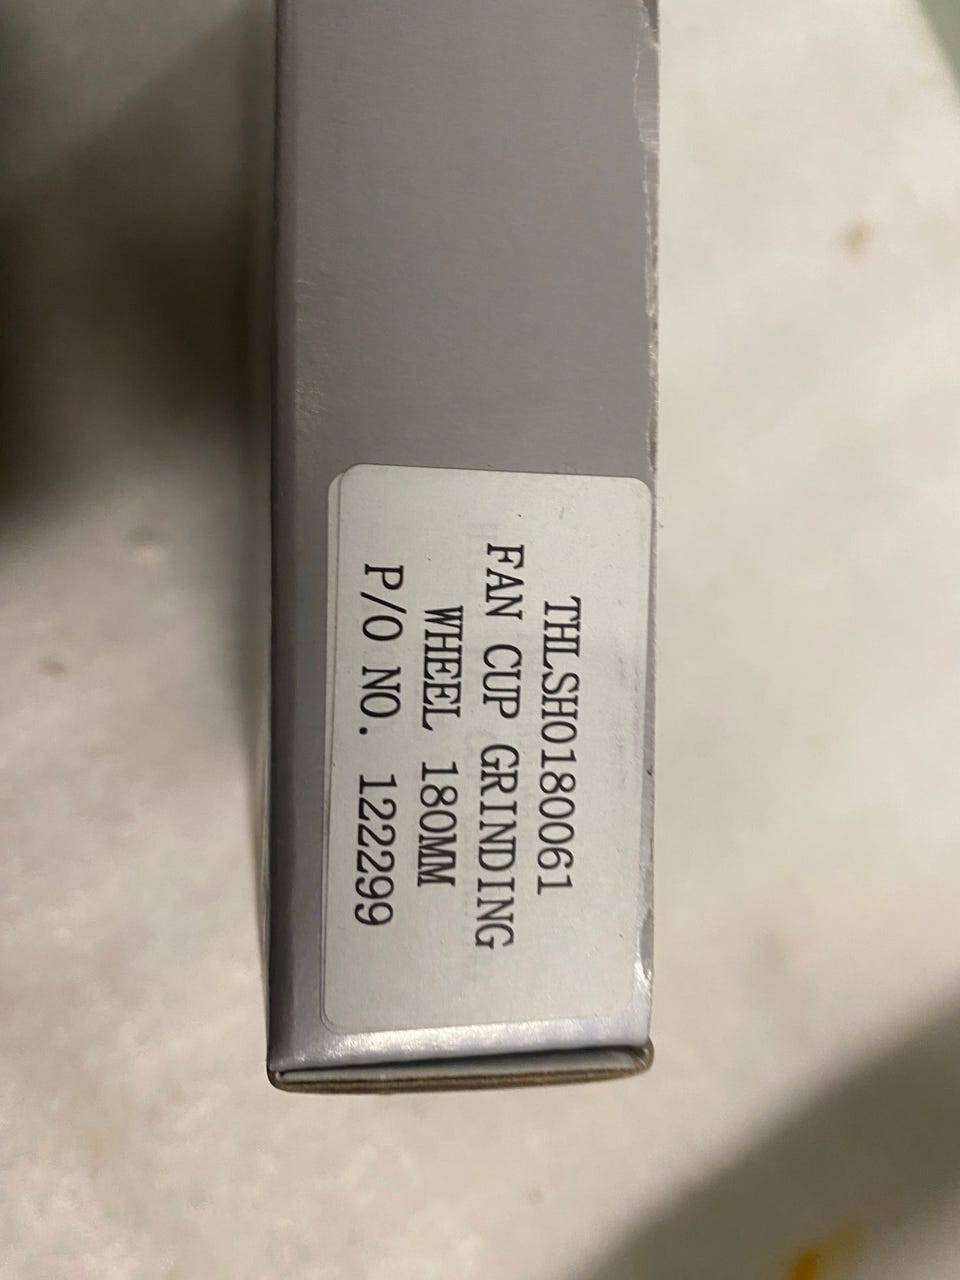 THLSH0180061
FAN CUP GRINDING
WHEEL 180MM
P/O NO. 122299